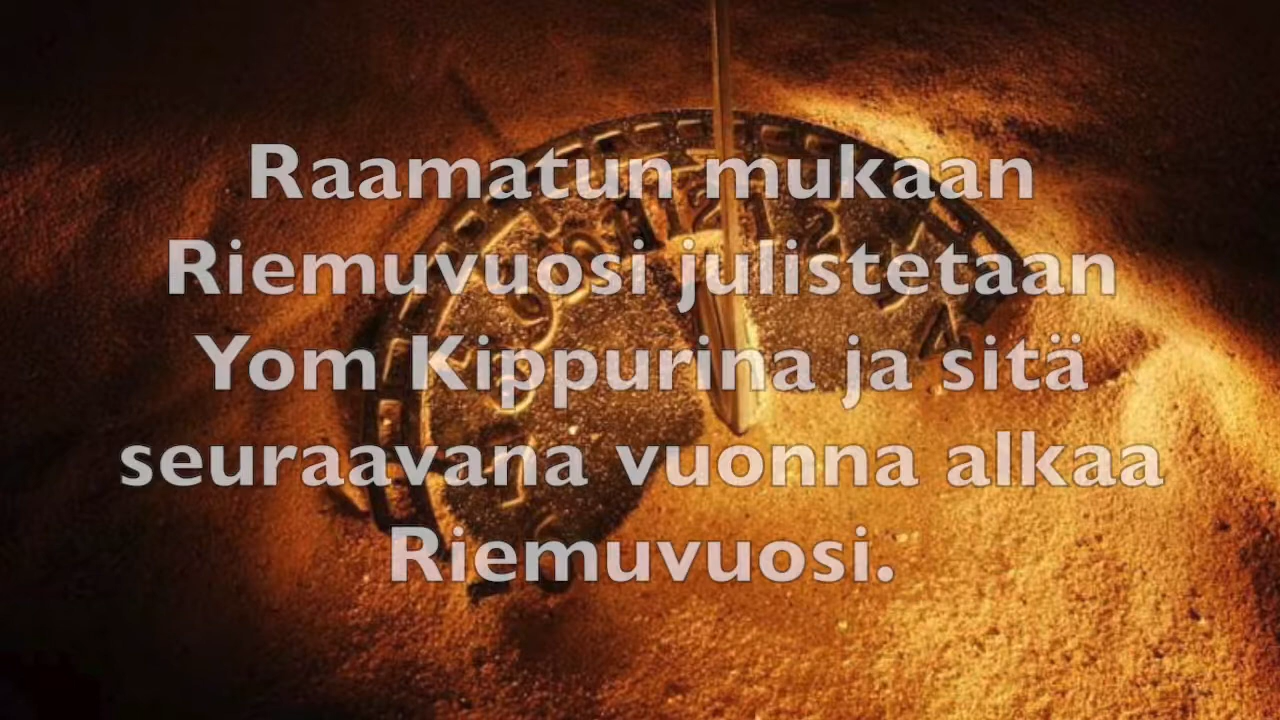 Raamatun mukaan
Riemuvuosi julistetaan
Yom Kippurina ja sitä
seuraavana vuonna alkaa
Riemuvuosi.